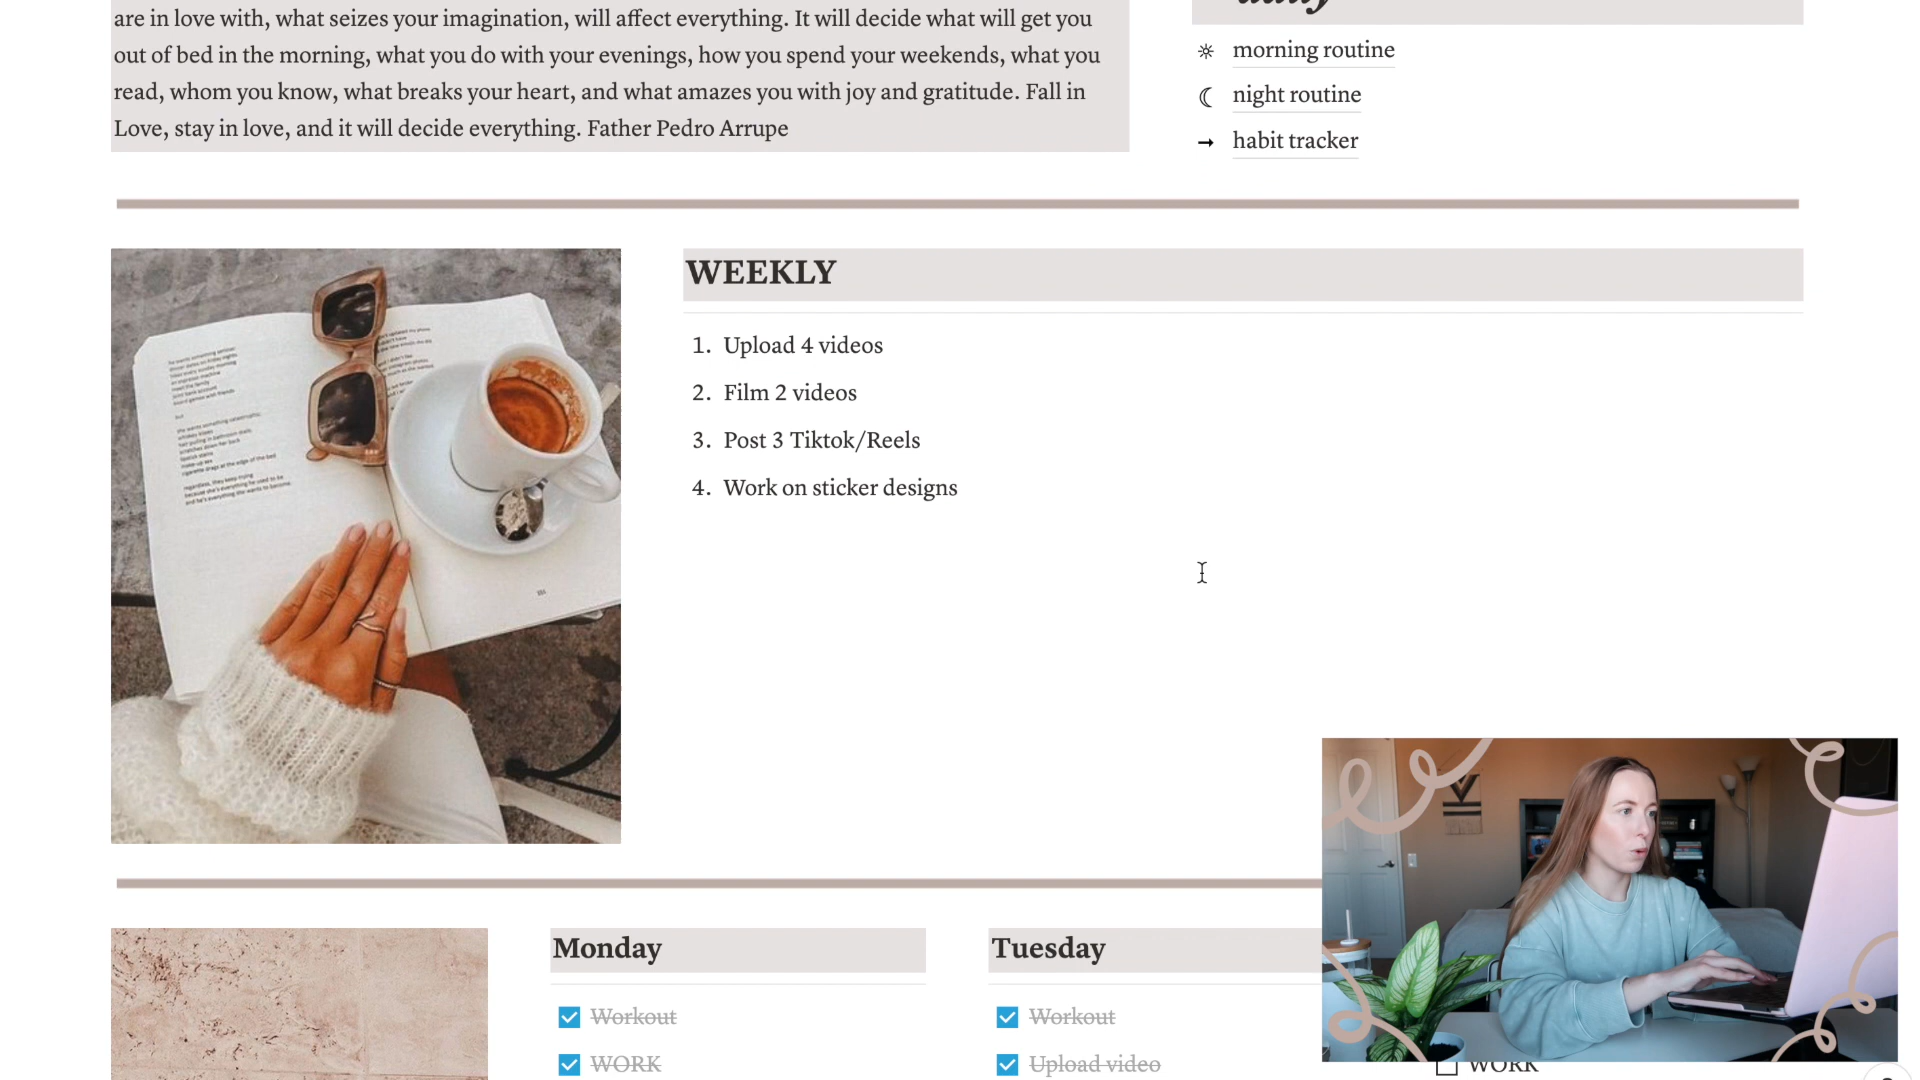 are in love with, what seizes your imagination, will affect everything. It will decide what will get you
out of bed in the morning, what you do with your evenings, how you spend your weekends, what you
read, whom you know, what breaks your heart, and what amazes you with joy and gratitude. Fall in
Love, stay in love, and it will decide everything. Father Pedro Arrupe
daily
morning routine
night routine
habit tracker
WEEKLY
1. Upload 4 videos
2. Film 2 videos
3. Post 3 Tiktok/Reels
4. Work on sticker designs
Monday
Workout
WORK
Tuesday
Workout
Upload video
WORK